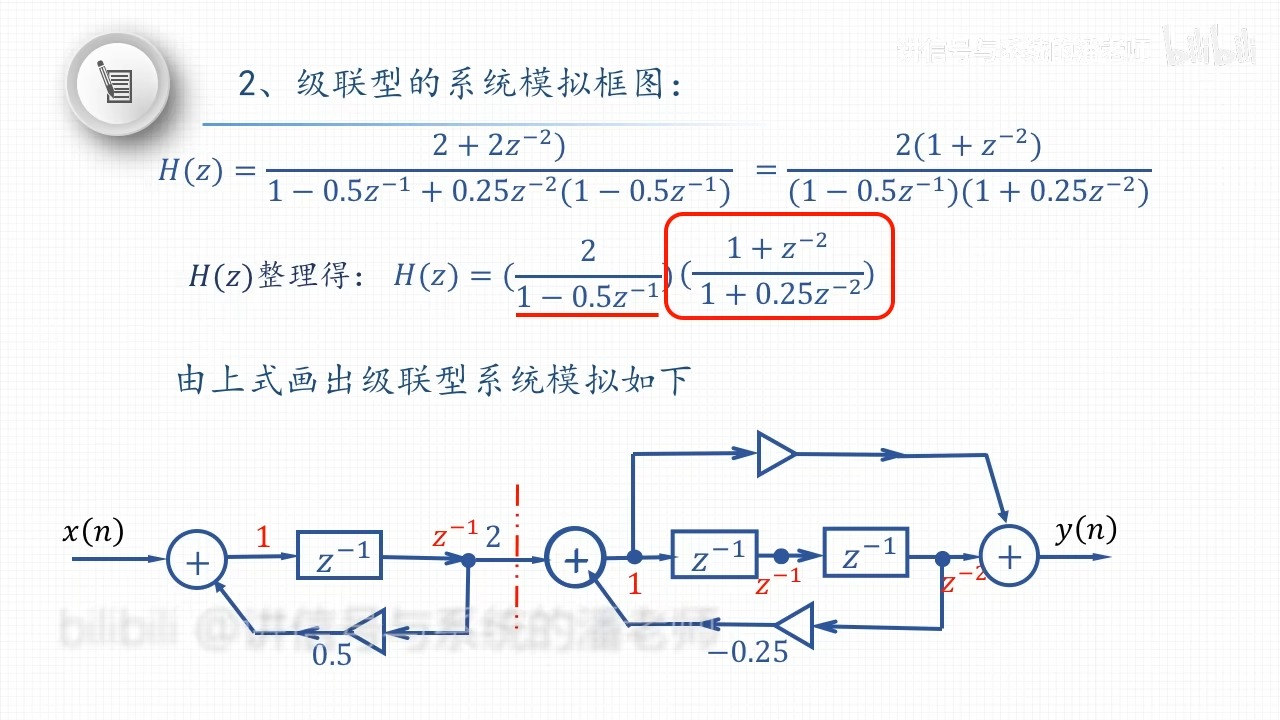 讲信号与系统的潘老师 bilibili
2、级联型的系统模拟框图：
H(z) = \frac{2 + 2z^{-2})}{1 - 0.5z^{-1} + 0.25z^{-2}(1 - 0.5z^{-1})} = \frac{2(1 + z^{-2})}{(1 - 0.5z^{-1})(1 + 0.25z^{-2})}
H(z)整理得： H(z) = (\frac{2}{1 - 0.5z^{-1}})(\frac{1 + z^{-2}}{1 + 0.25z^{-2}})
由上式画出级联型系统模拟如下
x(n) + 1 z^{-1} z^{-1} 2 + 1 z^{-1} z^{-1} z^{-1} z^{-2} + y(n)
0.5 −0.25
bilibili @讲信号与系统的潘老师